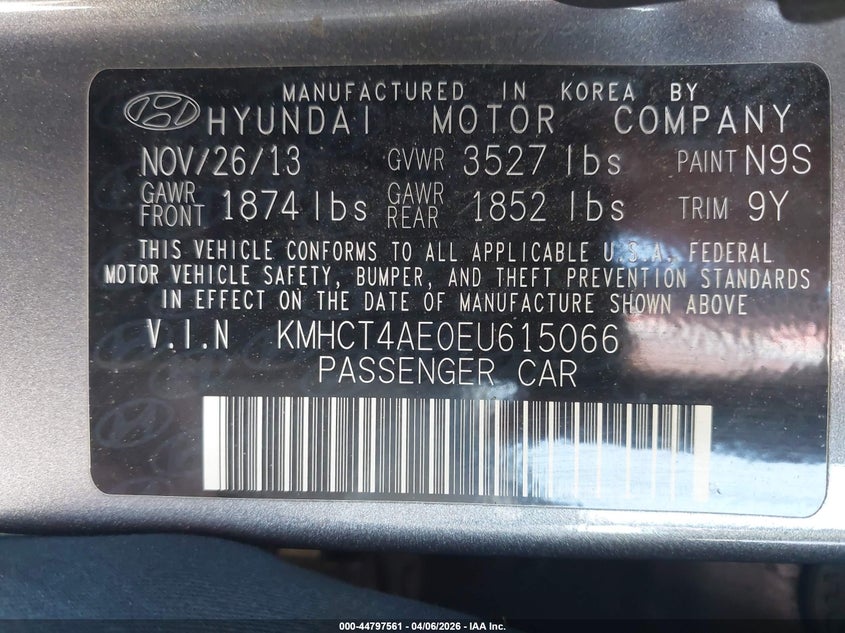 MANUFACTURED IN KOREA BY
HYUNDAI MOTOR COMPANY
NOV/26/13 GVWR 3527 lbs PAINT N9S
GAWR FRONT 1874 lbs GAWR REAR 1852 lbs TRIM 9Y
THIS VEHICLE CONFORMS TO ALL APPLICABLE U.S.A. FEDERAL
MOTOR VEHICLE SAFETY, BUMPER, AND THEFT PREVENTION STANDARDS
IN EFFECT ON THE DATE OF MANUFACTURE SHOWN ABOVE
V.I.N KMHCT4AE0EU615066
PASSENGER CAR
000-44797561 - 04/06/2026 - IAA Inc.